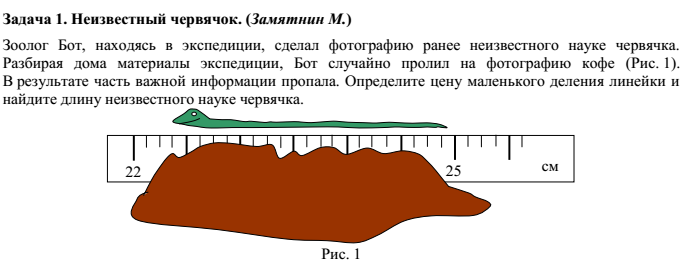 Задача 1. Неизвестный червячок. (Замятнин М.)
Зоолог Бот, находясь в экспедиции, сделал фотографию ранее неизвестного науке червячка.
Разбирая дома материалы экспедиции, Бот случайно пролил на фотографию кофе (Рис. 1).
В результате часть важной информации пропала. Определите цену маленького деления линейки и
найдите длину неизвестного науке червячка.
22 25 см
Рис. 1